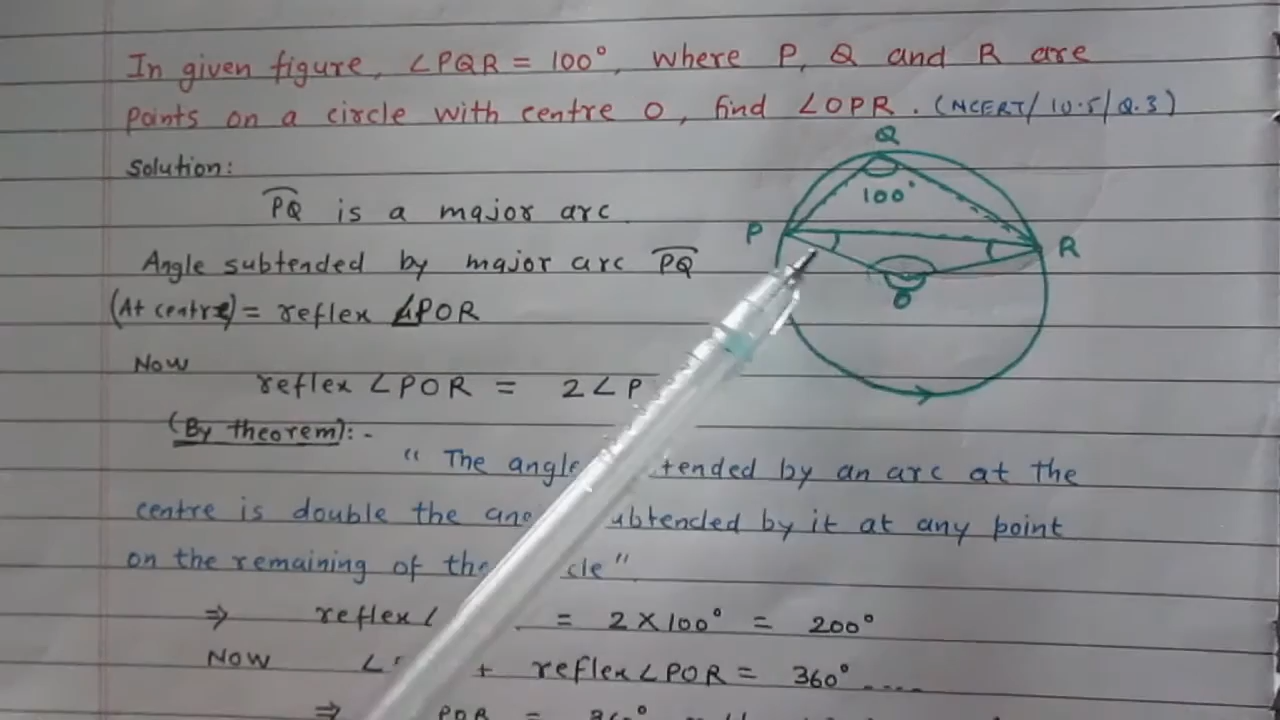 In given figure, ∠PQR = 100°, where P, Q and R are
points on a circle with centre O, find ∠OPR. (NCERT/10.5/Q.3)
Solution:
PQ is a major arc
Angle subtended by major arc PQ
(At centre) = reflex ∠POR
Now
reflex ∠POR = 2∠P
(By theorem):-
"The angle tended by an arc at the
centre is double the ubtended by it at any point
on the remaining of the cle"
⇒ reflex∠ = 2×100° = 200°
Now ∠ + reflex∠POR = 360°....
⇒ POR =
Q
100°
P
R
O